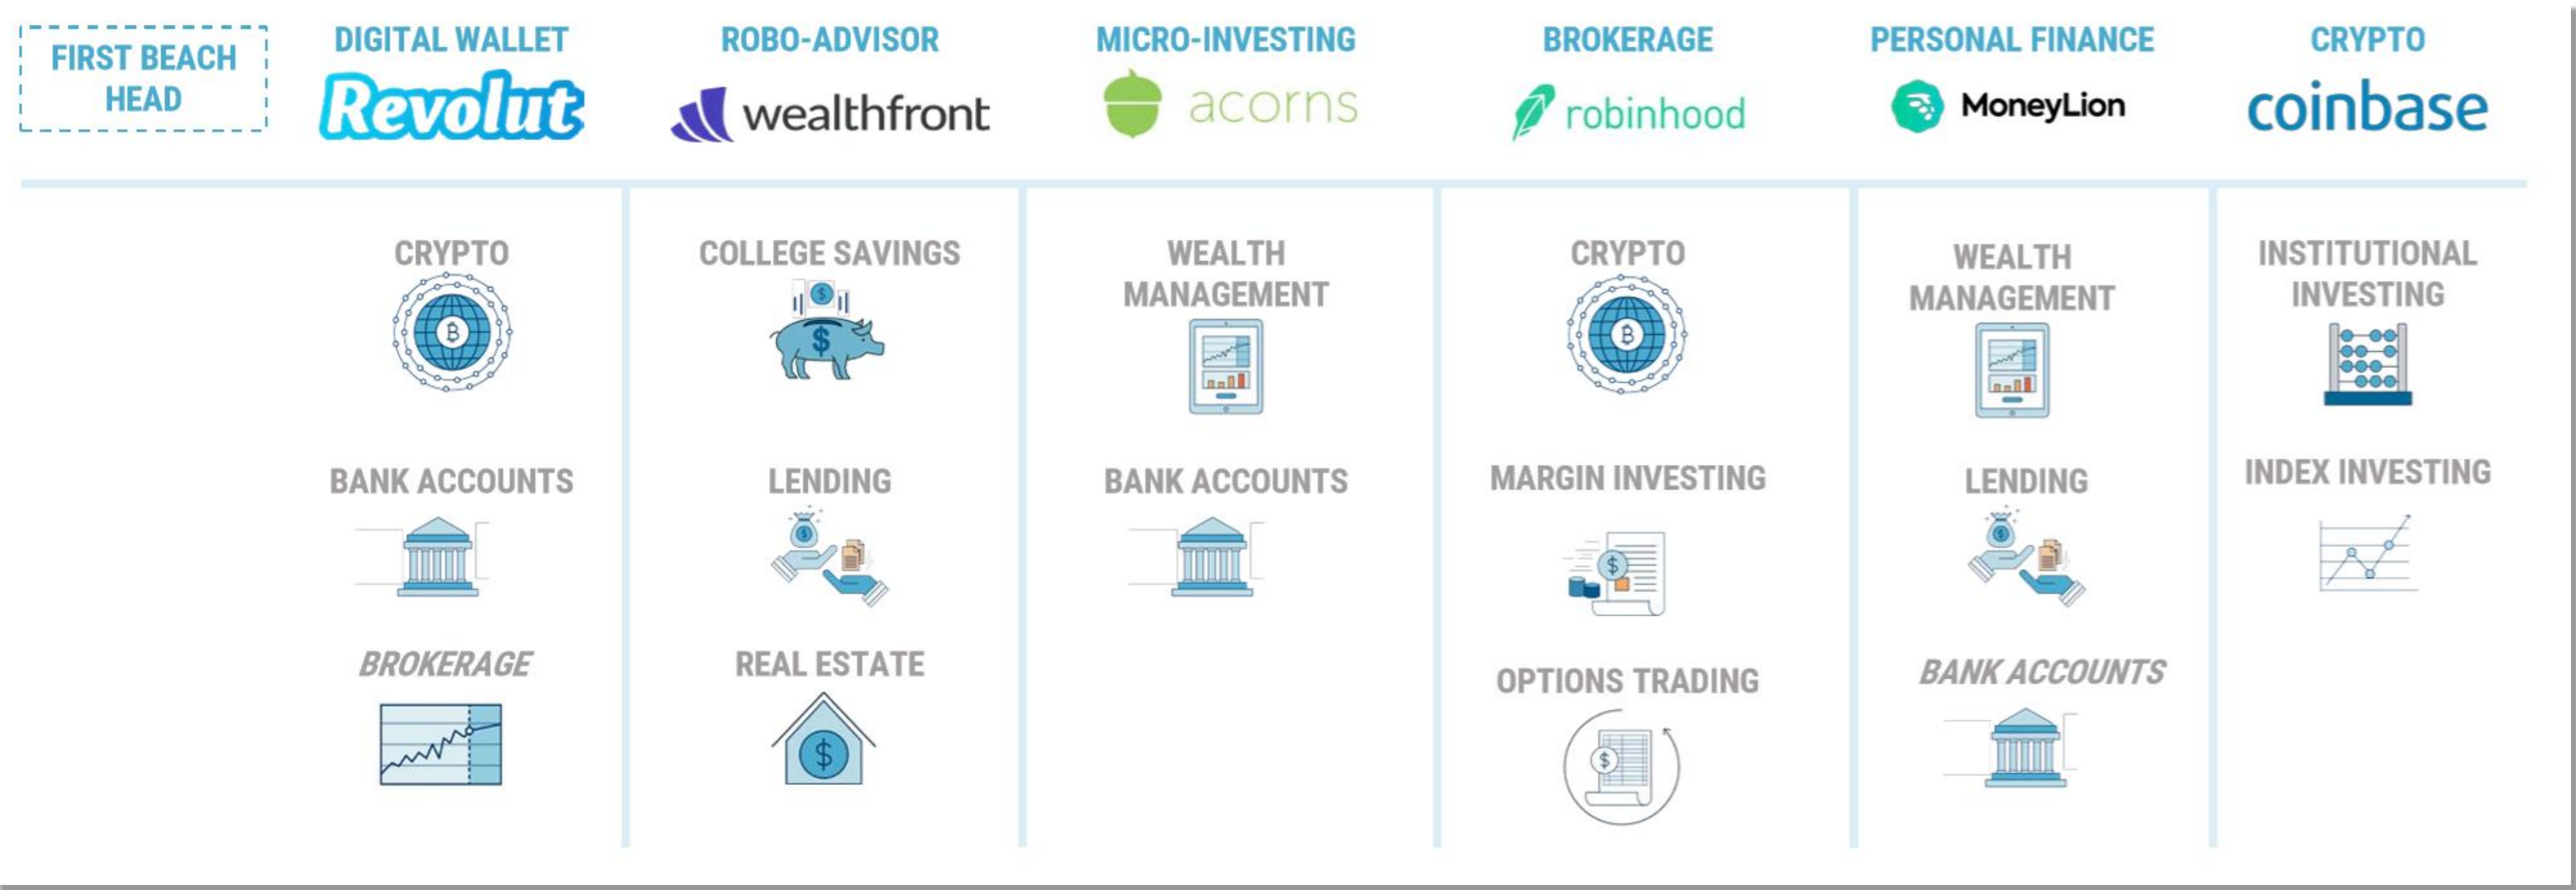 FIRST BEACH
HEAD
DIGITAL WALLET
Revolut
ROBO-ADVISOR
wealthfront
MICRO-INVESTING
acorns
BROKERAGE
robinhood
PERSONAL FINANCE
MoneyLion
CRYPTO
coinbase
CRYPTO
BANK ACCOUNTS
BROKERAGE
COLLEGE SAVINGS
LENDING
REAL ESTATE
WEALTH
MANAGEMENT
BANK ACCOUNTS
CRYPTO
MARGIN INVESTING
OPTIONS TRADING
WEALTH
MANAGEMENT
LENDING
BANK ACCOUNTS
INSTITUTIONAL
INVESTING
INDEX INVESTING